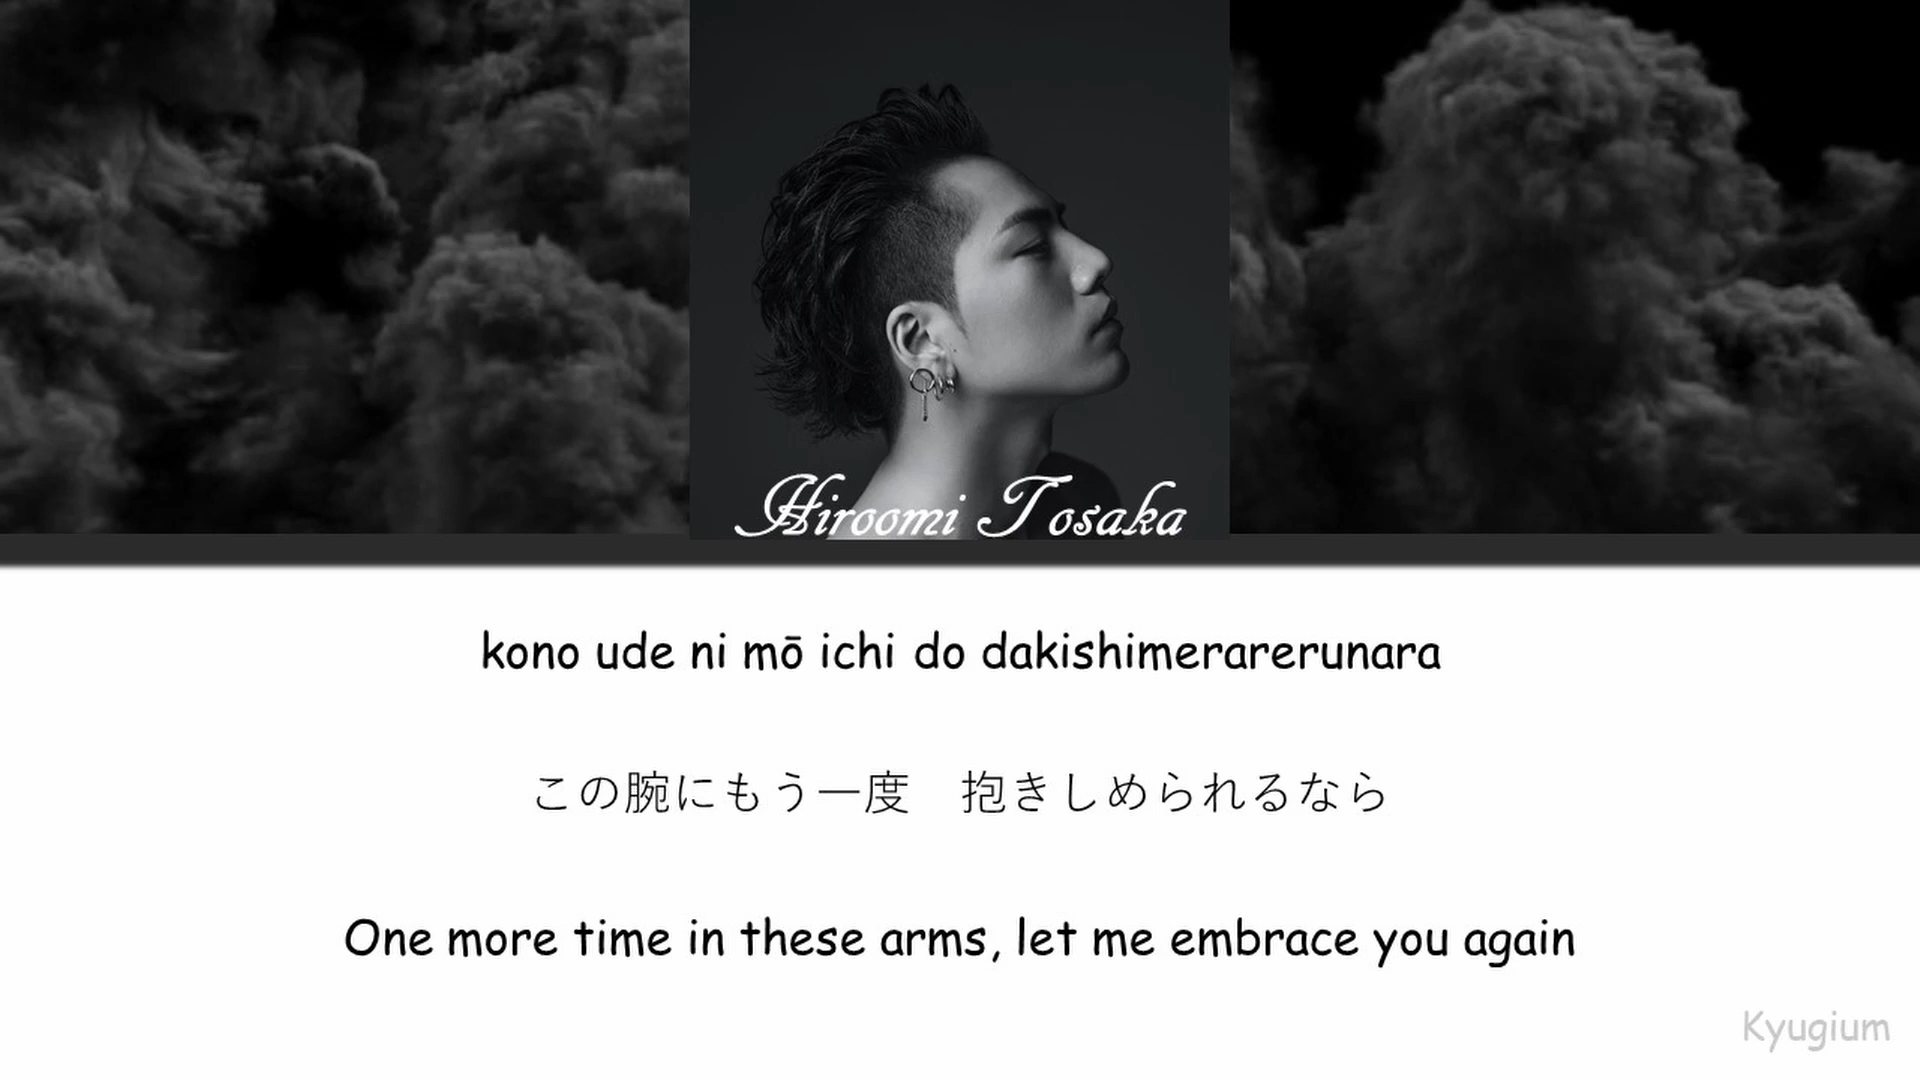 Hiroomi Tosaka
kono ude ni mō ichi do dakishimerarerunara
この腕にもう一度　抱きしめられるなら
One more time in these arms, let me embrace you again
Kyugium